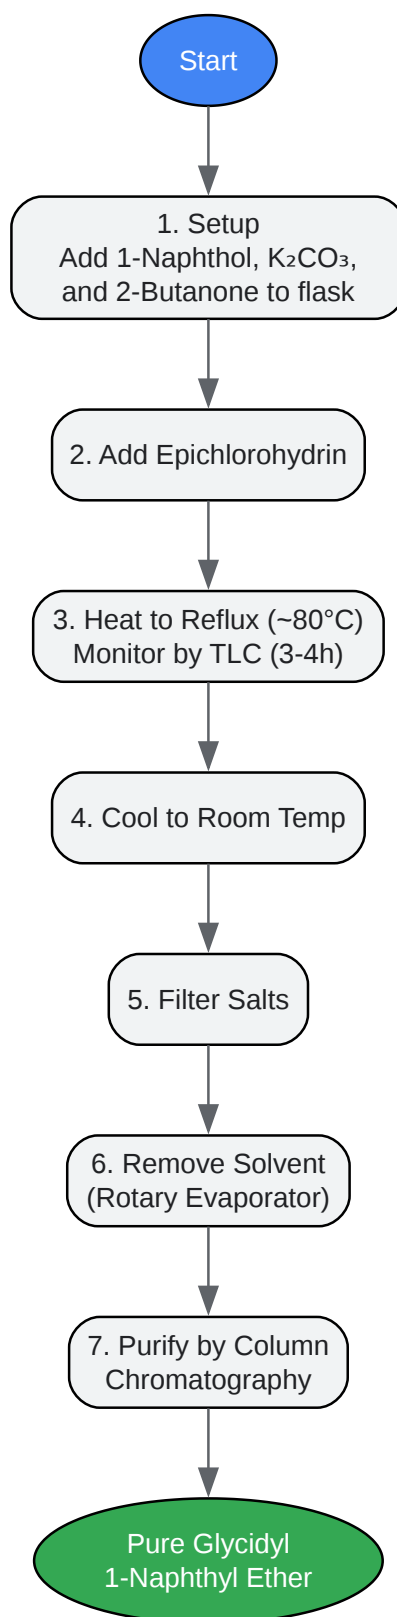 Start
1. Setup
Add 1-Naphthol, K₂CO₃,
and 2-Butanone to flask
2. Add Epichlorohydrin
3. Heat to Reflux (~80°C)
Monitor by TLC (3-4h)
4. Cool to Room Temp
5. Filter Salts
6. Remove Solvent
(Rotary Evaporator)
7. Purify by Column
Chromatography
Pure Glycidyl
1-Naphthyl Ether